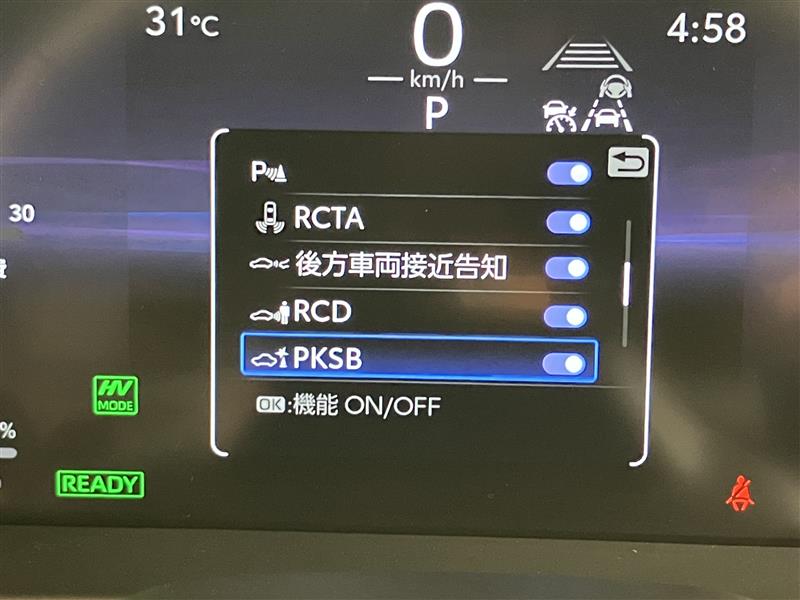 31℃
4:58
0
km/h
P
P
RCTA
30
後方車両接近告知
RCD
PKSB
OK:機能 ON/OFF
HV
MODE
%
READY